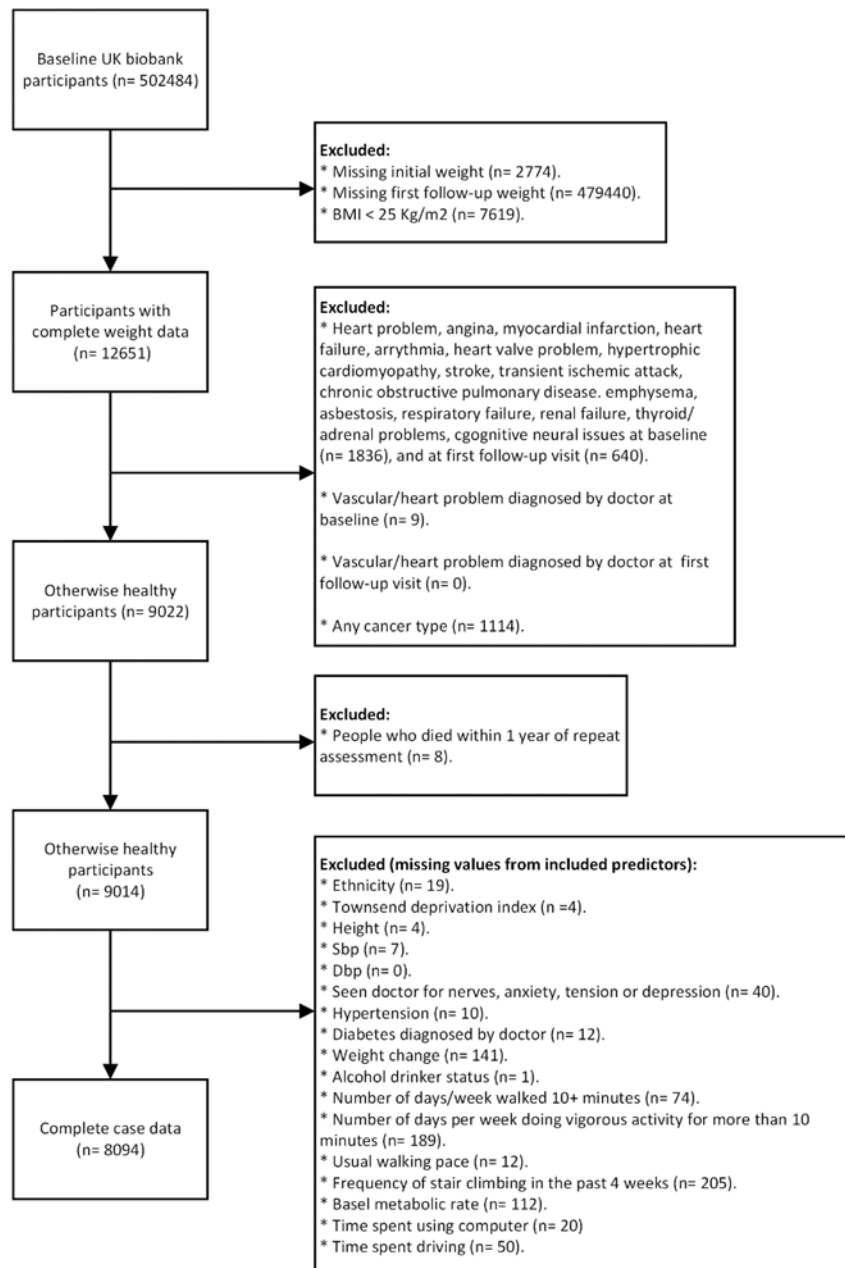 Baseline UK biobank
participants (n= 502484)
Excluded:
* Missing initial weight (n= 2774).
* Missing first follow-up weight (n= 479440).
* BMI < 25 Kg/m2 (n= 7619).
Participants with
complete weight data
(n= 12651)
Excluded:
* Heart problem, angina, myocardial infarction, heart
failure, arrythmia, heart valve problem, hypertrophic
cardiomyopathy, stroke, transient ischemic attack,
chronic obstructive pulmonary disease. emphysema,
asbestosis, respiratory failure, renal failure, thyroid/
adrenal problems, cgognitive neural issues at baseline
(n= 1836), and at first follow-up visit (n= 640).
* Vascular/heart problem diagnosed by doctor at
baseline (n= 9).
* Vascular/heart problem diagnosed by doctor at first
follow-up visit (n= 0).
* Any cancer type (n= 1114).
Otherwise healthy
participants (n= 9022)
Excluded:
* People who died within 1 year of repeat
assessment (n= 8).
Otherwise healthy
participants
(n= 9014)
Excluded (missing values from included predictors):
* Ethnicity (n= 19).
* Townsend deprivation index (n =4).
* Height (n= 4).
* Sbp (n= 7).
* Dbp (n= 0).
* Seen doctor for nerves, anxiety, tension or depression (n= 40).
* Hypertension (n= 10).
* Diabetes diagnosed by doctor (n= 12).
* Weight change (n= 141).
* Alcohol drinker status (n= 1).
* Number of days/week walked 10+ minutes (n= 74).
* Number of days per week doing vigorous activity for more than 10
minutes (n= 189).
* Usual walking pace (n= 12).
* Frequency of stair climbing in the past 4 weeks (n= 205).
* Basel metabolic rate (n= 112).
* Time spent using computer (n= 20)
* Time spent driving (n= 50).
Complete case data
(n= 8094)